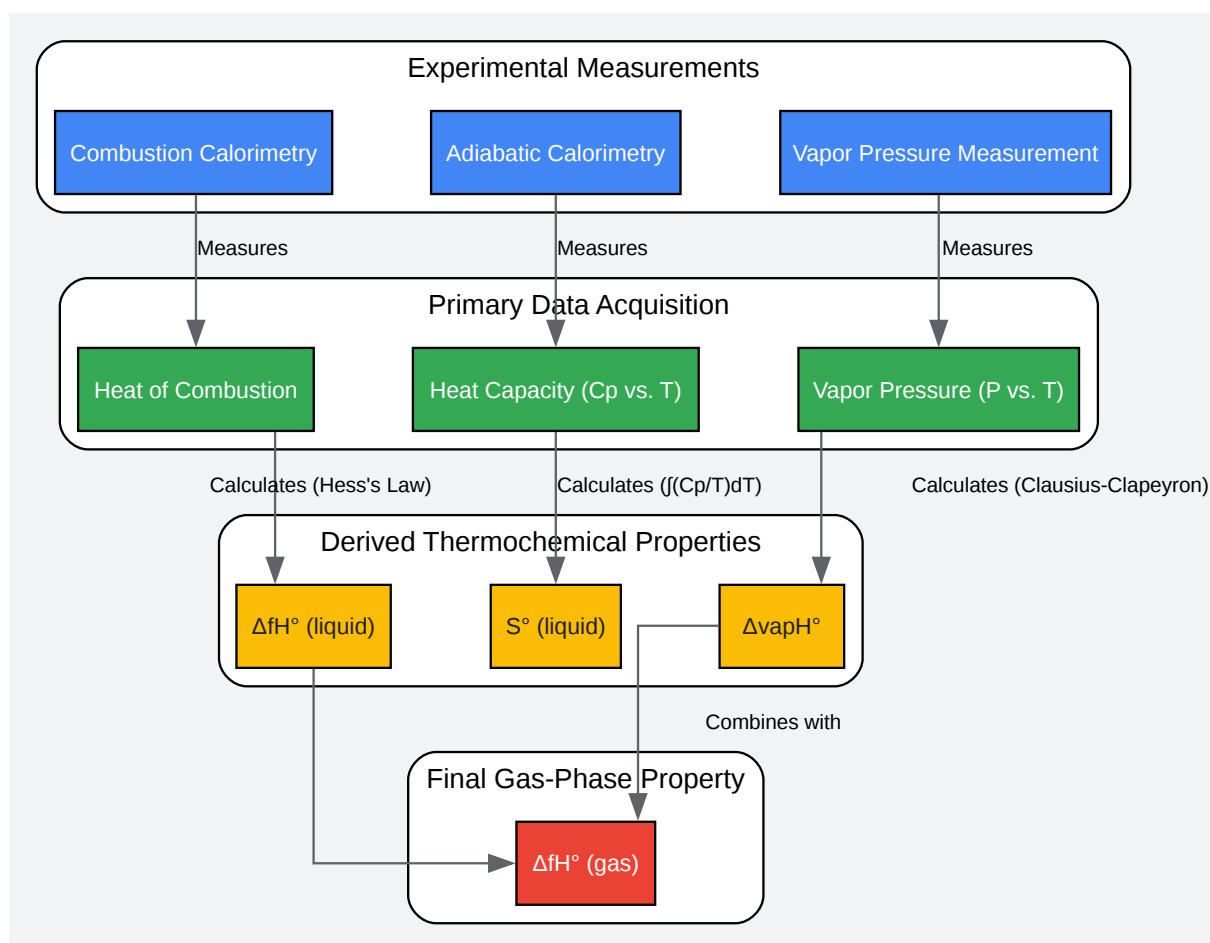 Experimental Measurements
Combustion Calorimetry
Adiabatic Calorimetry
Vapor Pressure Measurement
Measures
Measures
Measures
Primary Data Acquisition
Heat of Combustion
Heat Capacity (Cp vs. T)
Vapor Pressure (P vs. T)
Calculates (Hess's Law)
Calculates (∫(Cp/T)dT)
Calculates (Clausius-Clapeyron)
Derived Thermochemical Properties
ΔfH° (liquid)
S° (liquid)
ΔvapH°
Combines with
Final Gas-Phase Property
ΔfH° (gas)